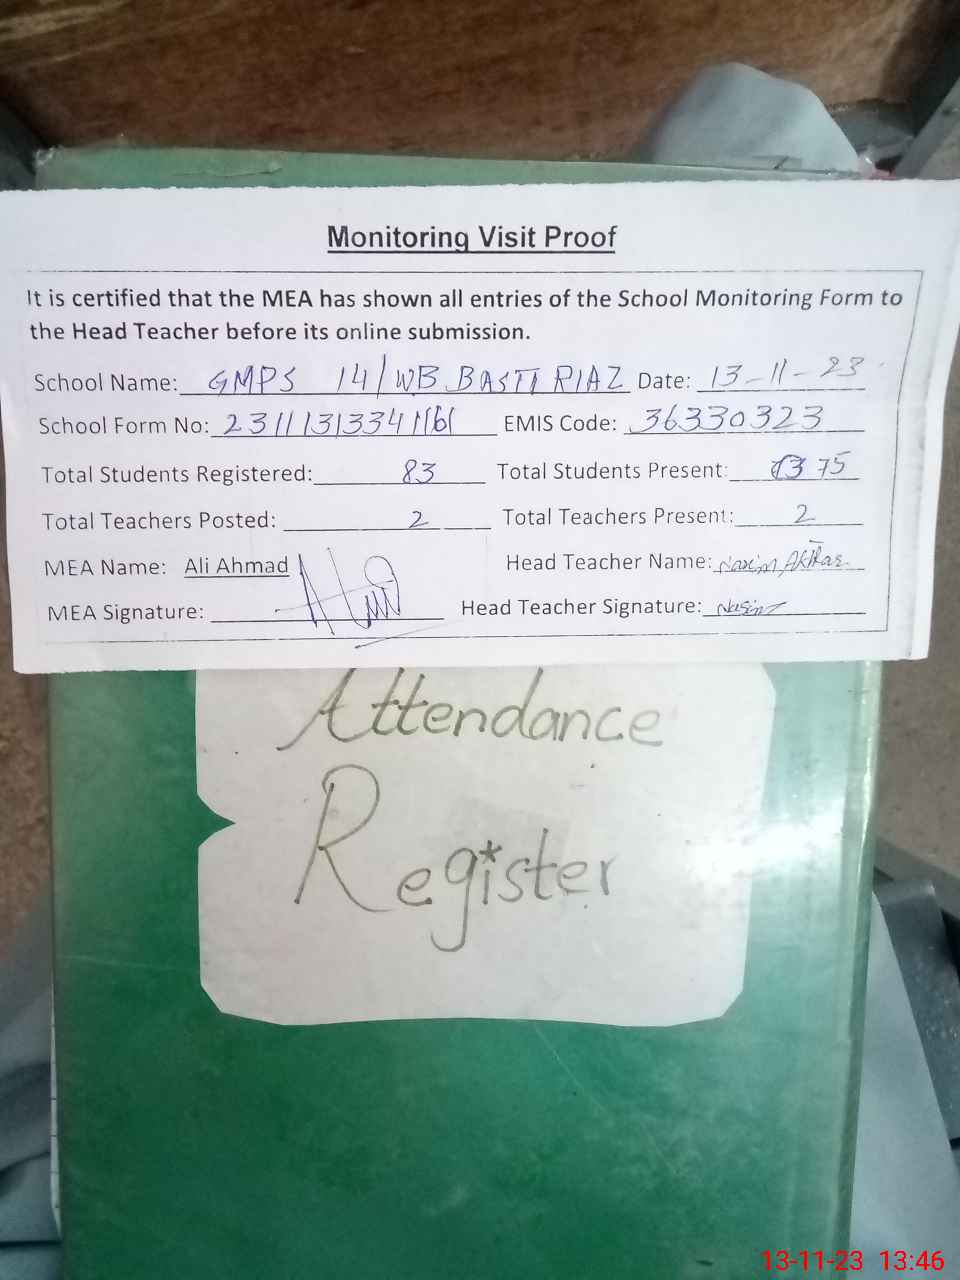 Monitoring Visit Proof
It is certified that the MEA has shown all entries of the School Monitoring Form to
the Head Teacher before its online submission.
School Name: GMPS 14/WB BASTI RIAZ Date: 13-11-23
School Form No: EMIS Code: 36330323
Total Students Registered: 83 Total Students Present: 75
Total Teachers Posted: 2 Total Teachers Present: 2
MEA Name: Ali Ahmad Head Teacher Name: Nasim Akhtar
MEA Signature: Head Teacher Signature: Nasim
Attendance
Register
13-11-23 13:46